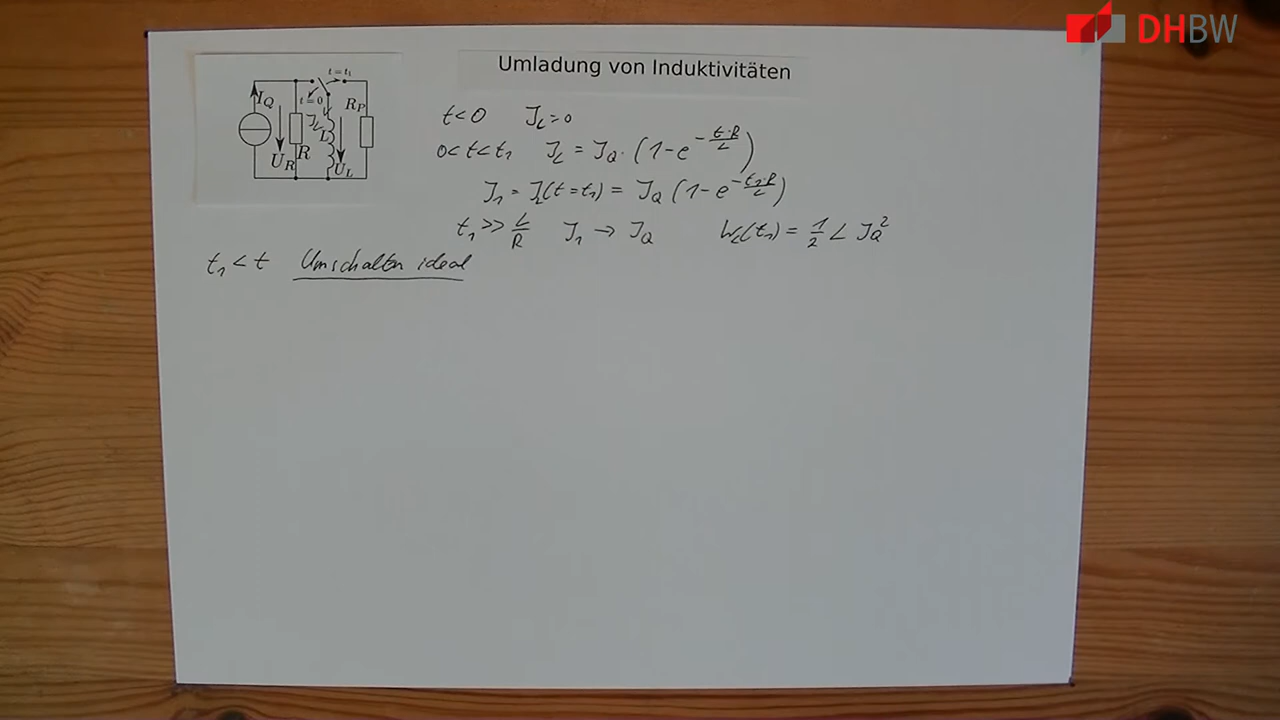 DHBW
Umladung von Induktivitäten
t = t₁
t = 0
I_Q
U_R
R
I_L
L
U_L
R_P
t < 0 I_L = 0
0 < t < t₁ I_L = I_Q · (1 - e^(-t·R/L))
I₁ = I_L(t = t₁) = I_Q (1 - e^(-t₁·R/L))
t₁ >> L/R I₁ → I_Q W_L(t₁) = 1/2 L I_Q²
t₁ < t Umschalten ideal